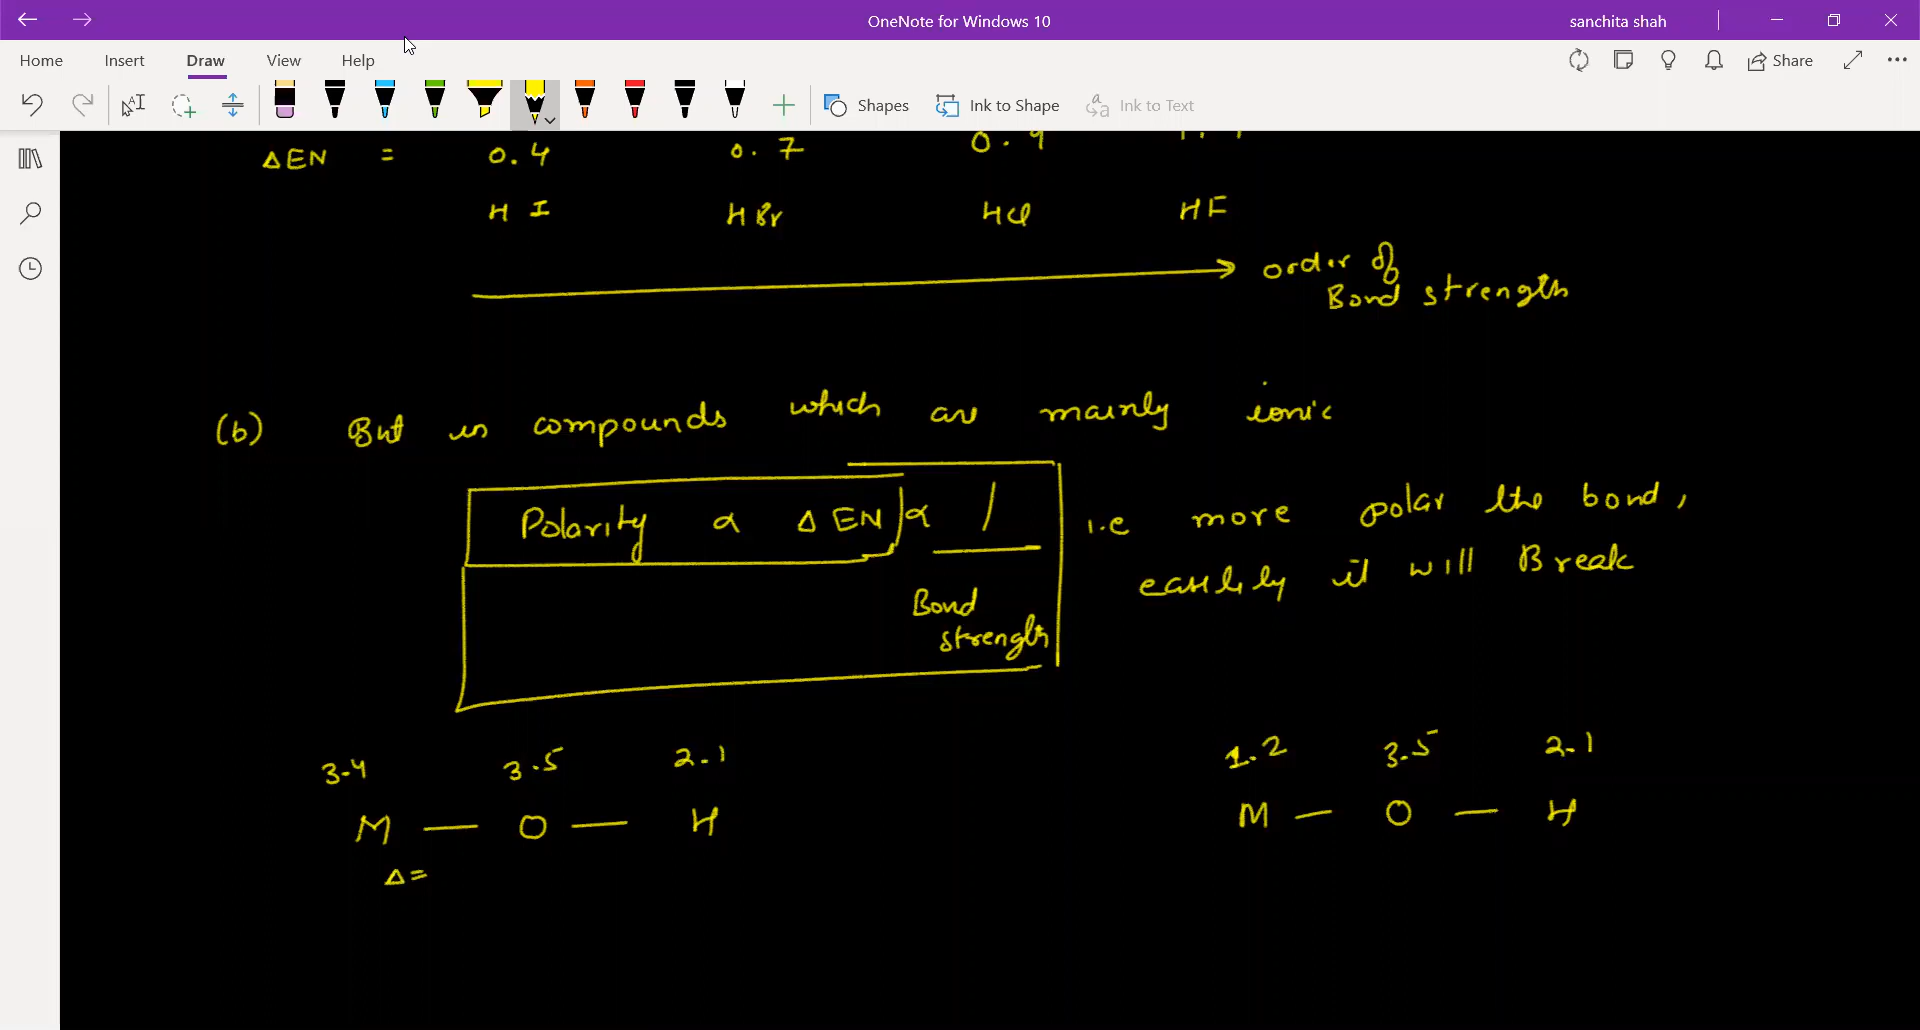 OneNote for Windows 10
sanchita shah
Home Insert Draw View Help
Share
Shapes Ink to Shape Ink to Text
ΔEN = 0.4 0.7 0.9
HI HBr HCl HF
order of
Bond strength
(b) But in compounds which are mainly ionic
Polarity α ΔEN α 1
Bond
strength
i.e more polar the bond,
easily it will Break
3.4 3.5 2.1
M — O — H
Δ=
1.2 3.5 2.1
M — O — H